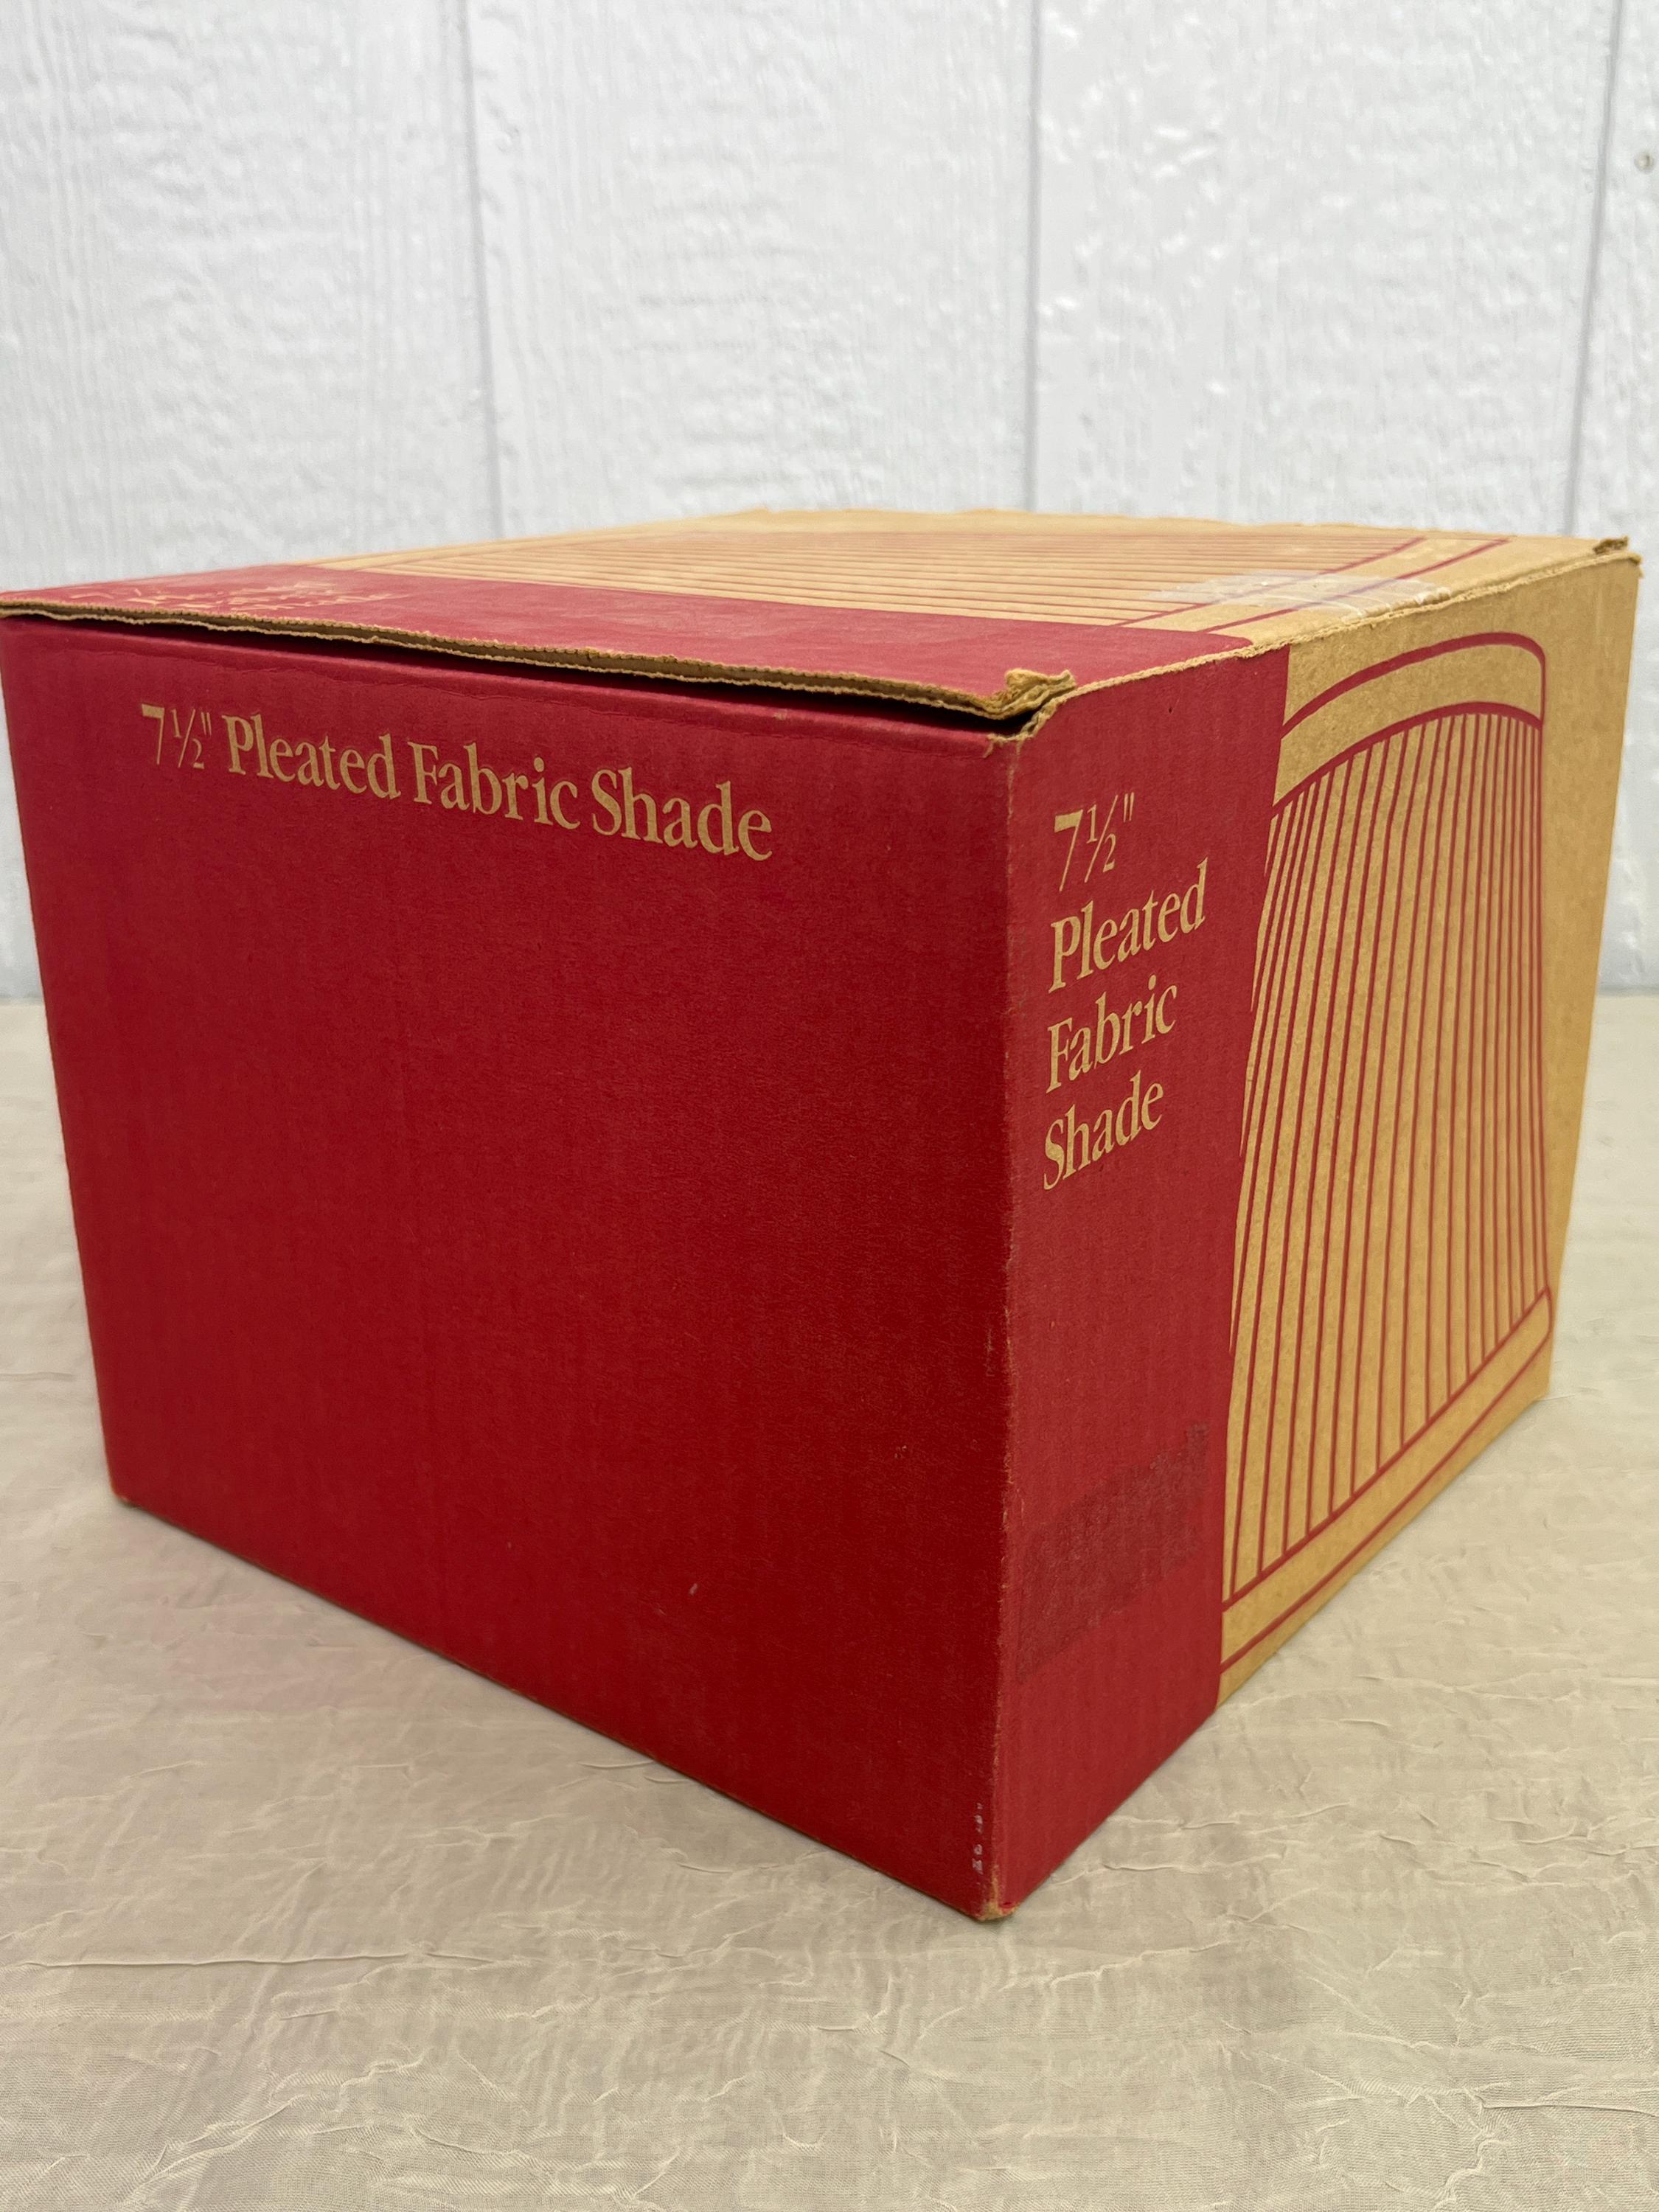 7½" Pleated Fabric Shade
7½"
Pleated
Fabric
Shade